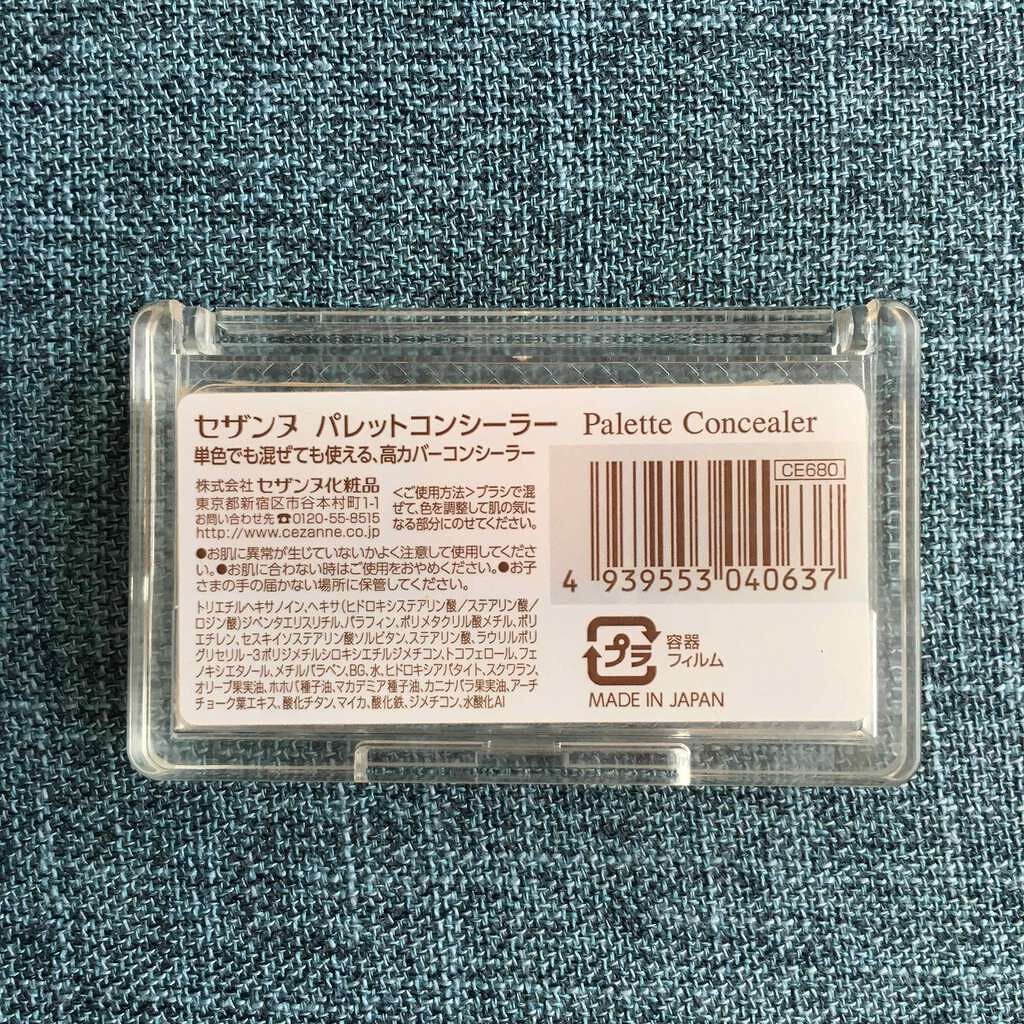 セザンヌ パレットコンシーラー Palette Concealer
単色でも混ぜても使える、高カバーコンシーラー
株式会社 セザンヌ化粧品
東京都新宿区市谷本村町1-1
お問い合わせ先☎0120-55-8515
http://www.cezanne.co.jp
<ご使用方法>ブラシで混
ぜて、色を調整して肌の気に
なる部分にのせてください。
●お肌に異常が生じていないかよく注意して使用してくださ
い。●お肌に合わない時はご使用をおやめください。●お子
さまの手の届かない場所に保管してください。
トリエチルヘキサノイン、ヘキサ(ヒドロキシステアリン酸/ステアリン酸/
ロジン酸)ジペンタエリスリチル、パラフィン、ポリメタクリル酸メチル、ポリ
エチレン、セスキイソステアリン酸ソルビタン、ステアリン酸、ラウリルポリ
グリセリル-3ポリジメチルシロキシエチルジメチコン、トコフェロール、フェ
ノキシエタノール、メチルパラベン、BG、水、ヒドロキシアパタイト、スクワラン、
オリーブ果実油、ホホバ種子油、マカデミア種子油、カニナバラ果実油、アーチ
チョーク葉エキス、酸化チタン、マイカ、酸化鉄、ジメチコン、水酸化Al
CE680
4 939553 040637
プラ
容器
フィルム
MADE IN JAPAN